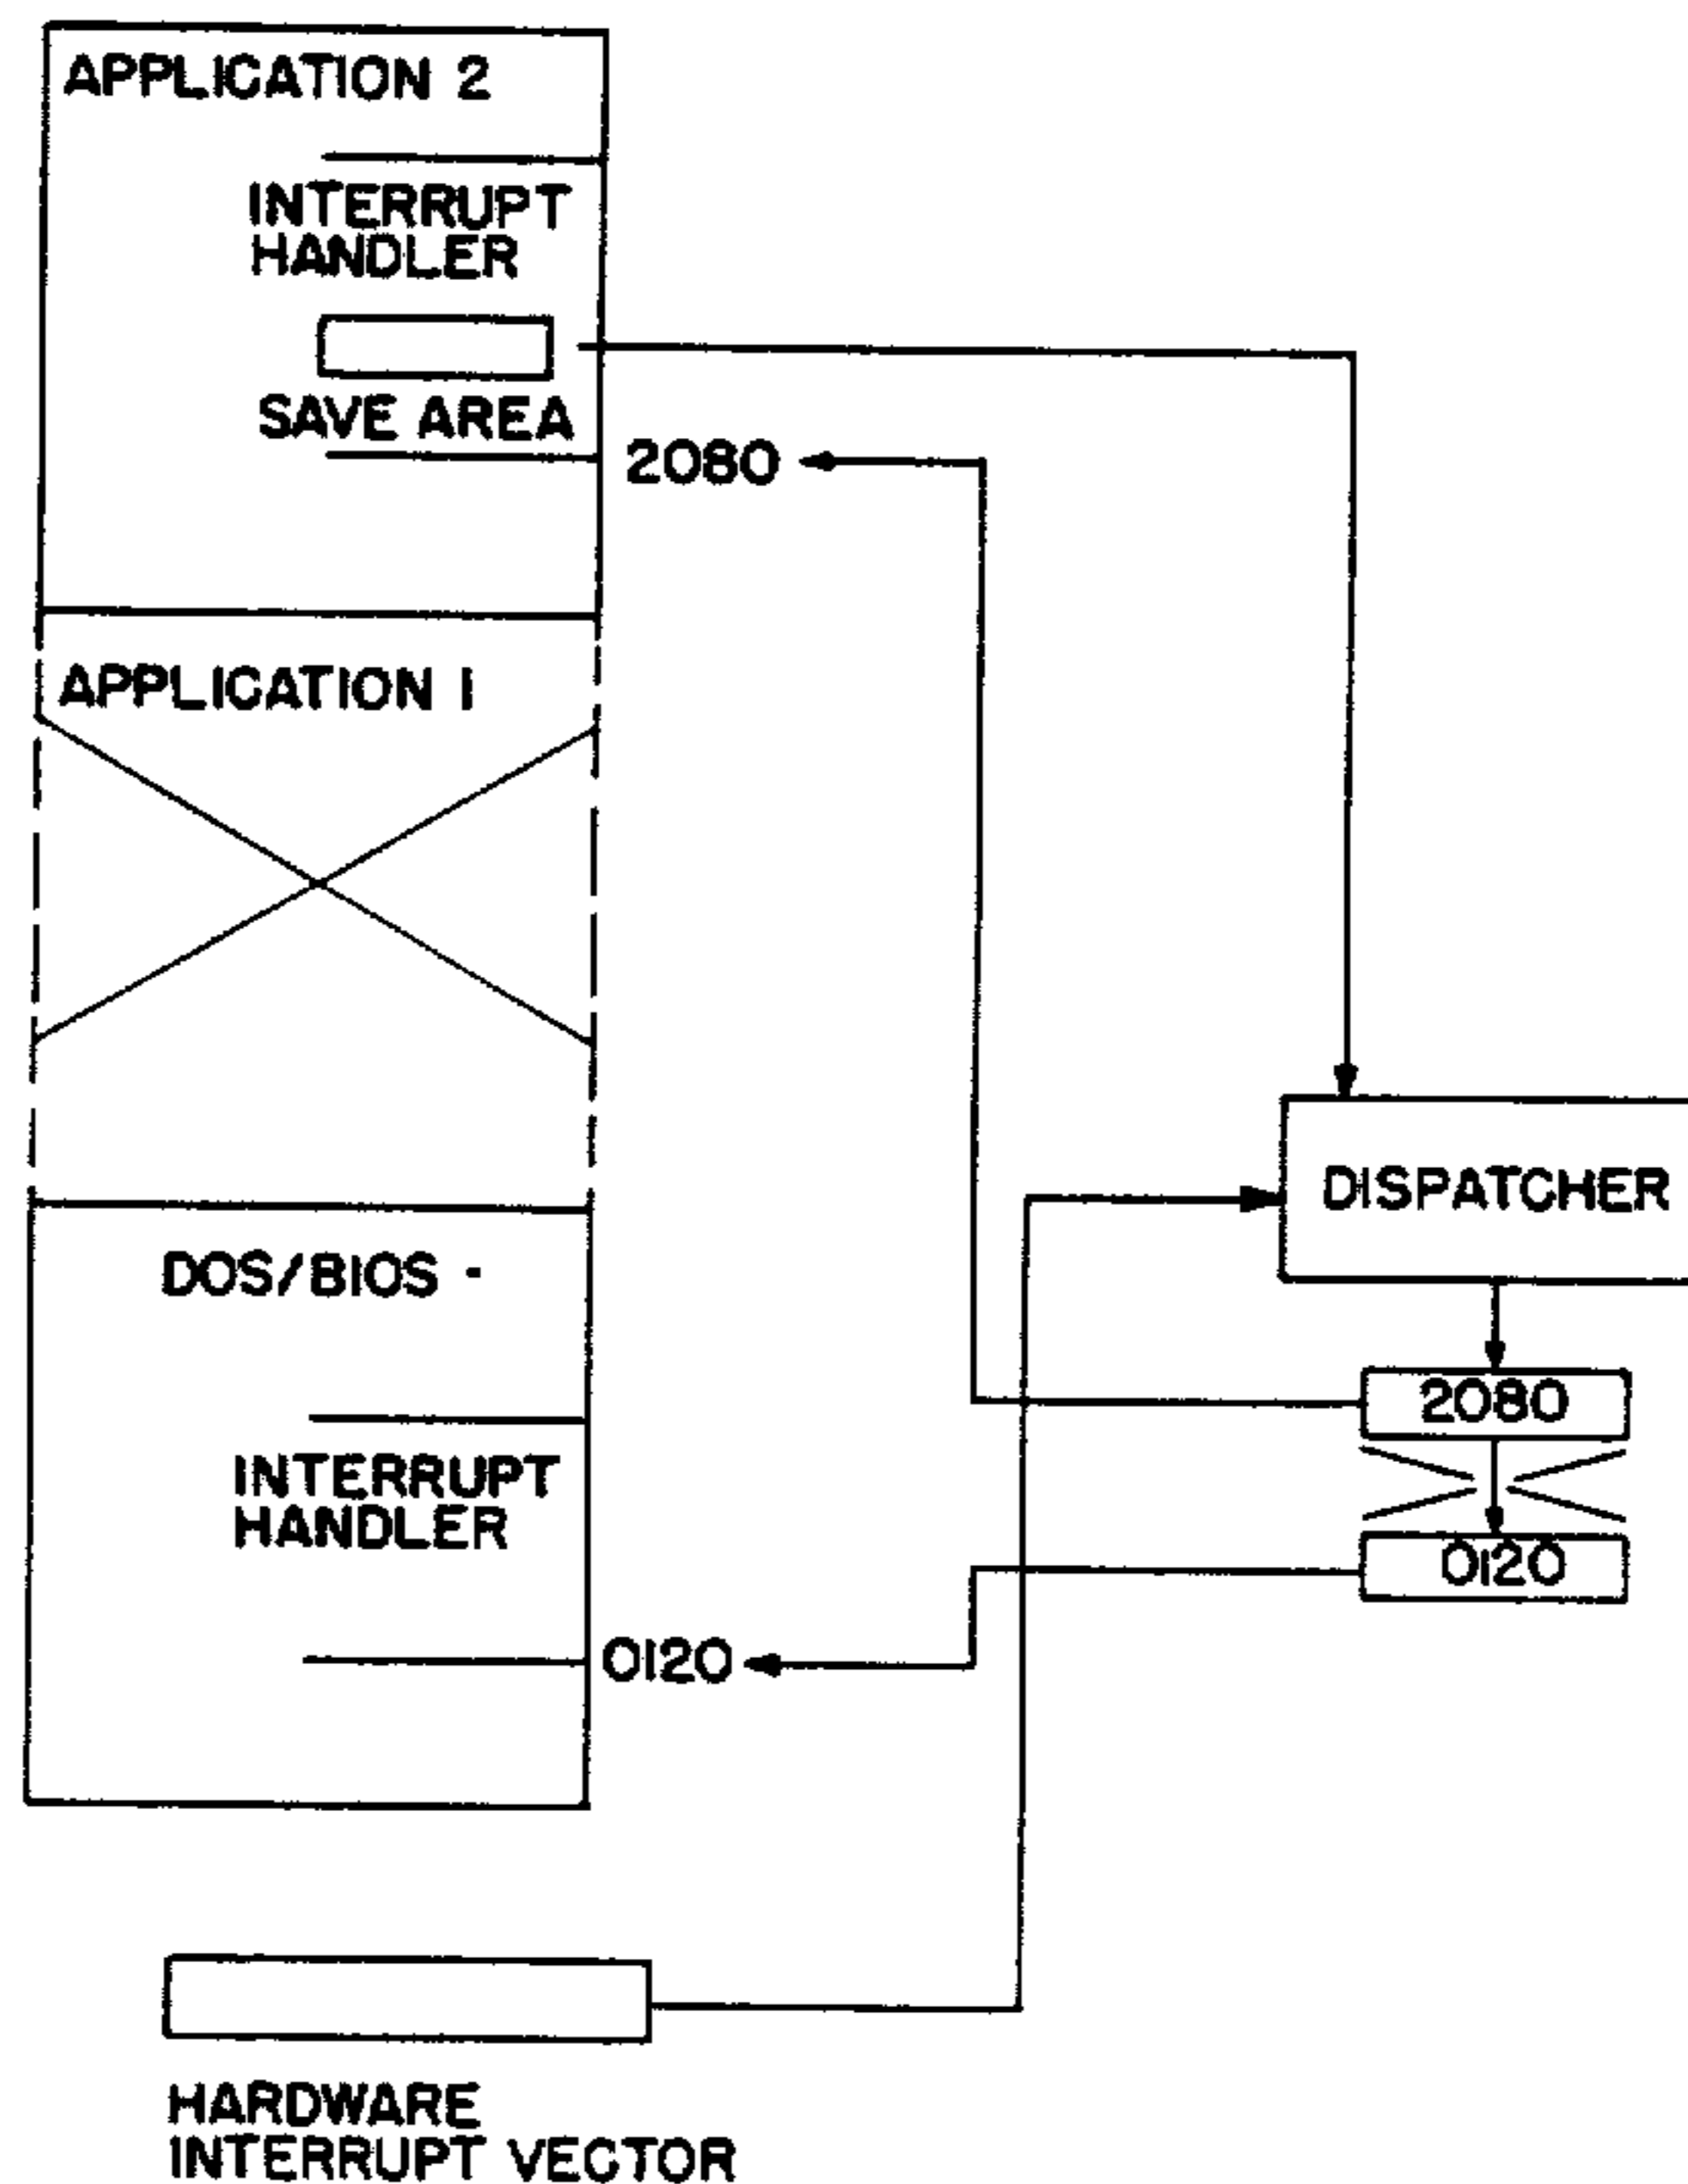 APPLICATION 2
INTERRUPT
HANDLER
SAVE AREA
2080
APPLICATION 1
DISPATCHER
DOS/BIOS -
2080
INTERRUPT
HANDLER
0120
0120
HARDWARE
INTERRUPT VECTOR